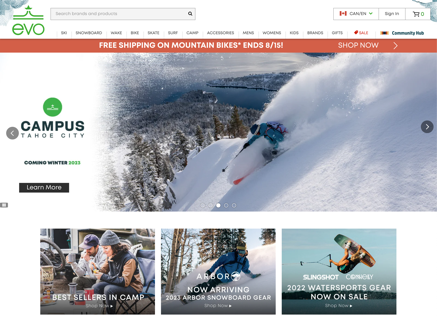 evo
Search brands and products
CAN/EN
Sign in
0
SKI SNOWBOARD WAKE BIKE SKATE SURF CAMP ACCESSORIES MENS WOMENS KIDS BRANDS GIFTS SALE Community Hub
FREE SHIPPING ON MOUNTAIN BIKES* ENDS 8/15! SHOP NOW
CAMPUS
TAHOE CITY
COMING WINTER 2023
Learn More
BEST SELLERS IN CAMP
Shop Now
ARBOR
NOW ARRIVING
2023 ARBOR SNOWBOARD GEAR
Shop Now
SLINGSHOT
2022 WATERSPORTS GEAR
NOW ON SALE
Shop Now